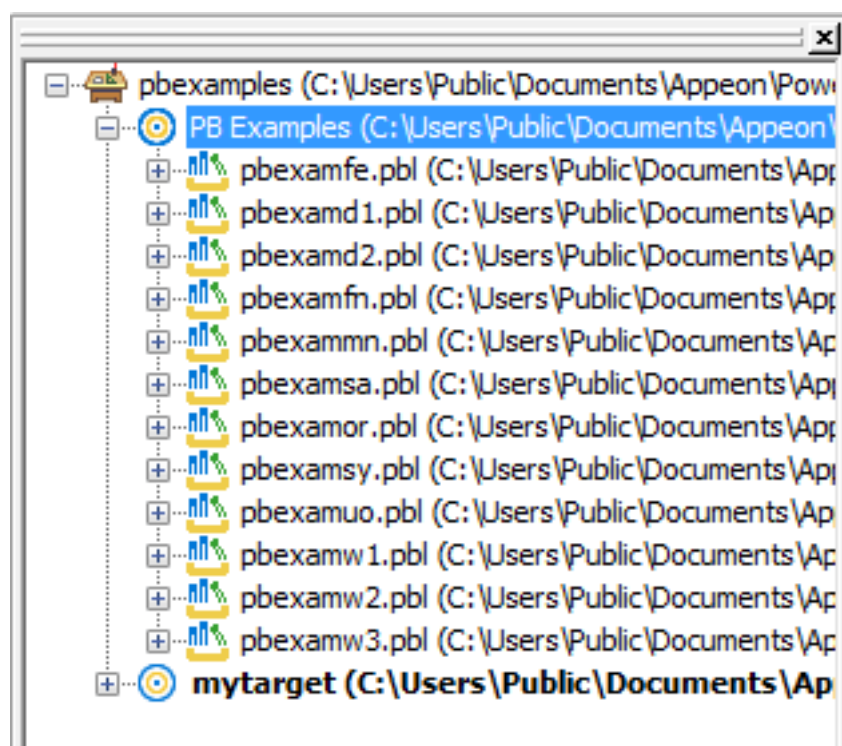 pbexamples (C:\Users\Public\Documents\Appeon\Pow
PB Examples (C:\Users\Public\Documents\Appeon\
pbexamfe.pbl (C:\Users\Public\Documents\App
pbexamd1.pbl (C:\Users\Public\Documents\Ap
pbexamd2.pbl (C:\Users\Public\Documents\Ap
pbexamfn.pbl (C:\Users\Public\Documents\App
pbexammn.pbl (C:\Users\Public\Documents\Ap
pbexamsa.pbl (C:\Users\Public\Documents\App
pbexamor.pbl (C:\Users\Public\Documents\App
pbexamsy.pbl (C:\Users\Public\Documents\App
pbexamuo.pbl (C:\Users\Public\Documents\Ap
pbexamw1.pbl (C:\Users\Public\Documents\Ap
pbexamw2.pbl (C:\Users\Public\Documents\Ap
pbexamw3.pbl (C:\Users\Public\Documents\Ap
mytarget (C:\Users\Public\Documents\Ap